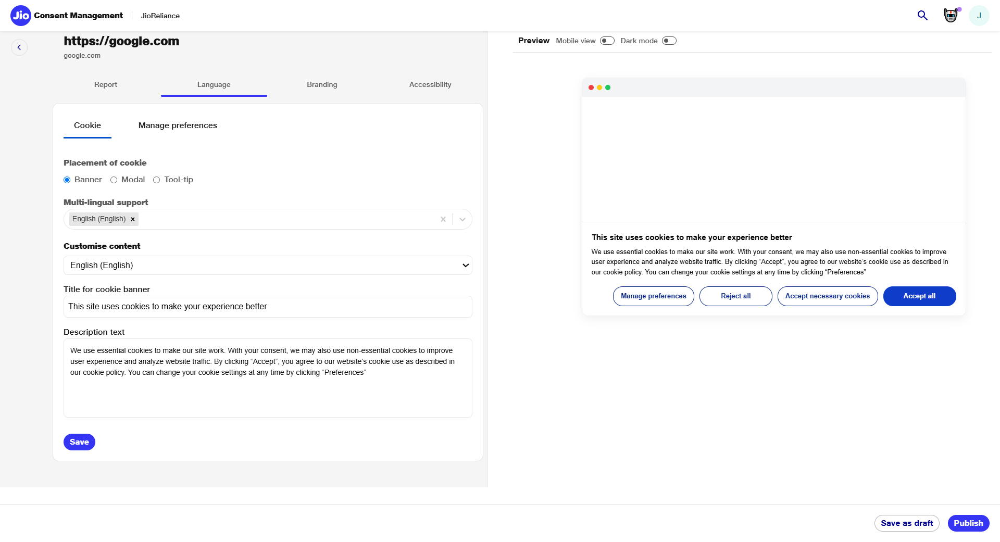 Jio Consent Management JioReliance J
https://google.com
google.com
Report Language Branding Accessibility
Cookie Manage preferences
Placement of cookie
Banner Modal Tool-tip
Multi-lingual support
English (English)
Customise content
English (English)
Title for cookie banner
This site uses cookies to make your experience better
Description text
We use essential cookies to make our site work. With your consent, we may also use non-essential cookies to improve
user experience and analyze website traffic. By clicking “Accept”, you agree to our website’s cookie use as described in
our cookie policy. You can change your cookie settings at any time by clicking “Preferences”
Save
Preview Mobile view Dark mode
This site uses cookies to make your experience better
We use essential cookies to make our site work. With your consent, we may also use non-essential cookies to improve
user experience and analyze website traffic. By clicking “Accept”, you agree to our website’s cookie use as described in
our cookie policy. You can change your cookie settings at any time by clicking “Preferences”
Manage preferences Reject all Accept necessary cookies Accept all
Save as draft Publish